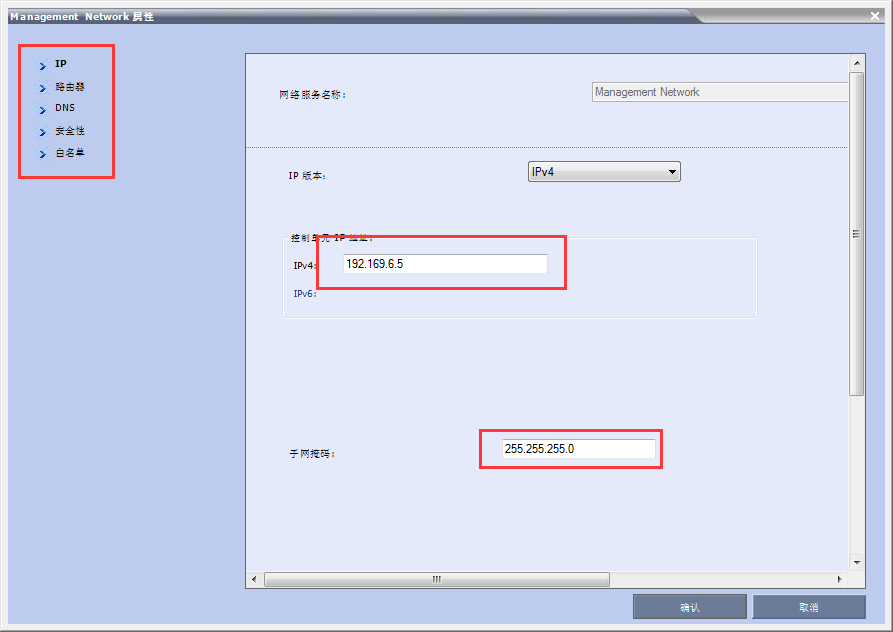 Management Network 属性
IP
路由器
DNS
安全性
白名单
网络服务名称:
Management Network
IP 版本:
IPv4
控制单元 IP 地址:
IPv4:
192.169.6.5
IPv6:
子网掩码:
255.255.255.0
确认
取消